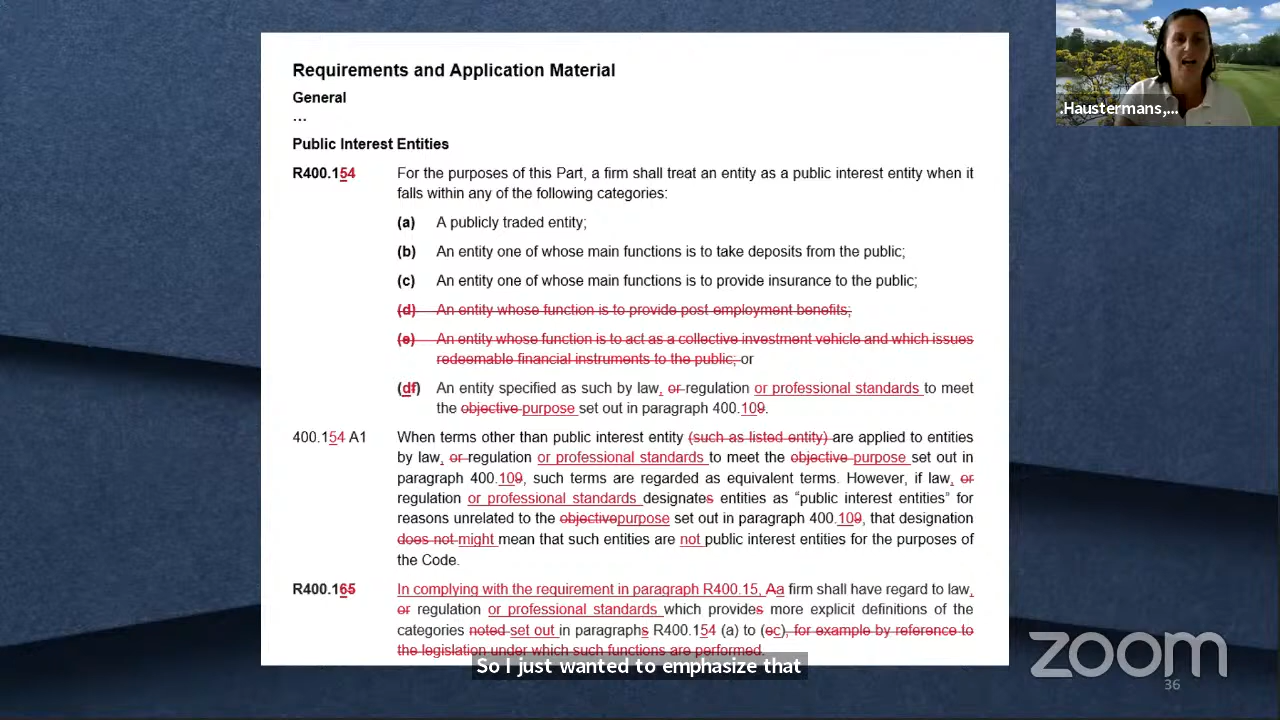 Requirements and Application Material
General
...
Public Interest Entities
R400.154 For the purposes of this Part, a firm shall treat an entity as a public interest entity when it
falls within any of the following categories:
(a) A publicly traded entity;
(b) An entity one of whose main functions is to take deposits from the public;
(c) An entity one of whose main functions is to provide insurance to the public;
(d) An entity whose function is to provide post-employment benefits;
(e) An entity whose function is to act as a collective investment vehicle and which issues
redeemable financial instruments to the public; or
(df) An entity specified as such by law, or regulation or professional standards to meet
the objective purpose set out in paragraph 400.109.
400.154 A1 When terms other than public interest entity (such as listed entity) are applied to entities
by law, or regulation or professional standards to meet the objective purpose set out in
paragraph 400.109, such terms are regarded as equivalent terms. However, if law, or
regulation or professional standards designates entities as “public interest entities” for
reasons unrelated to the objectivepurpose set out in paragraph 400.109, that designation
does not might mean that such entities are not public interest entities for the purposes of
the Code.
R400.165 In complying with the requirement in paragraph R400.15, Aa firm shall have regard to law,
or regulation or professional standards which provides more explicit definitions of the
categories noted set out in paragraphs R400.154 (a) to (ec), for example by reference to
the legislation under which such functions are performed.
So I just wanted to emphasize that
.Haustermans,...
zoom
36